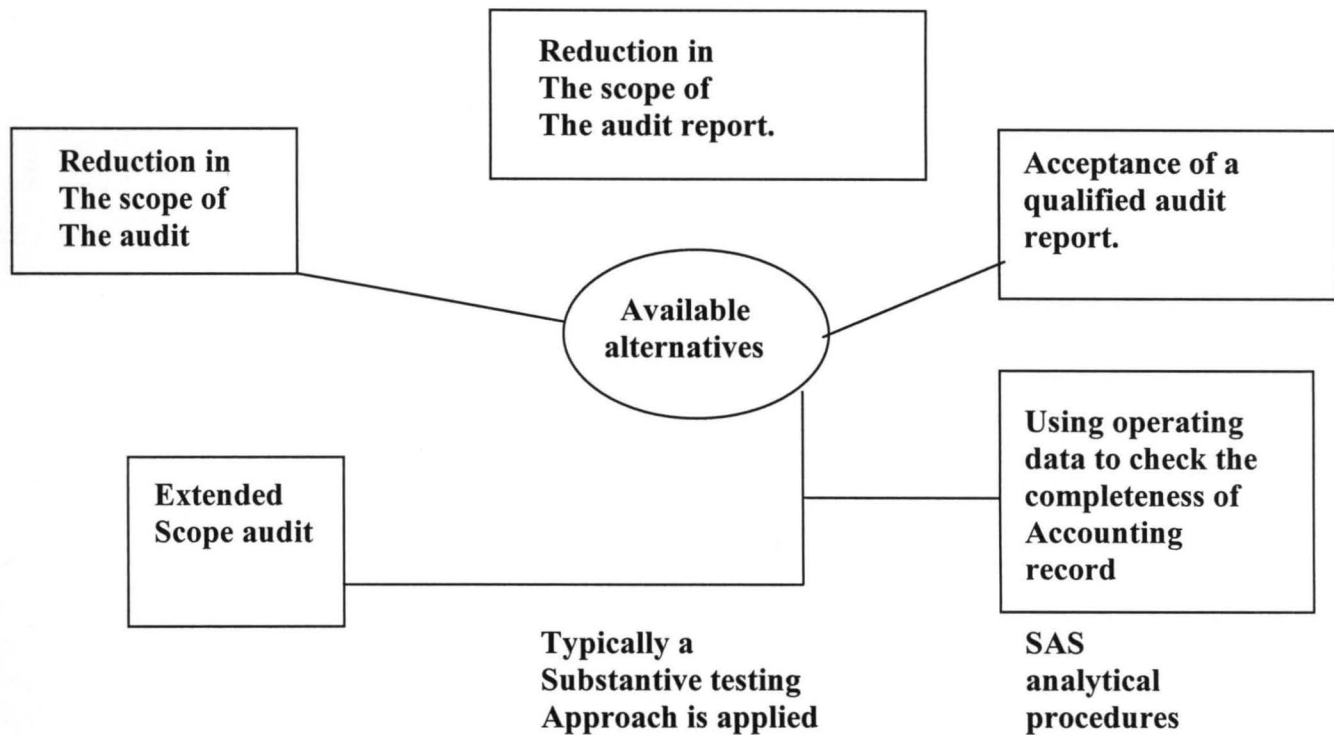 Reduction in
The scope of
The audit report.
Reduction in
The scope of
The audit
Acceptance of a
qualified audit
report.
Available
alternatives
Extended
Scope audit
Using operating
data to check the
completeness of
Accounting
record
Typically a
Substantive testing
Approach is applied
SAS
analytical
procedures